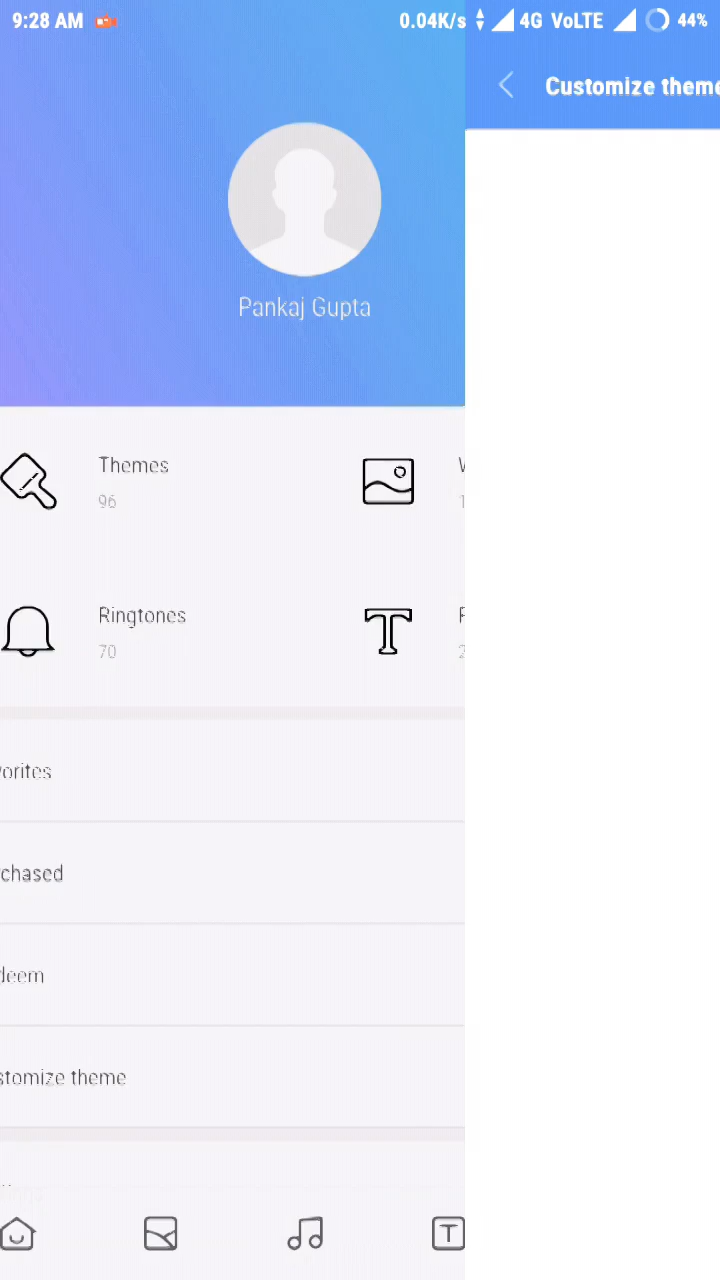 9:28 AM 0.04K/s 4G VoLTE 44%
Customize theme
Pankaj Gupta
Themes
96
Ringtones
70
orites
chased
deem
stomize theme
T